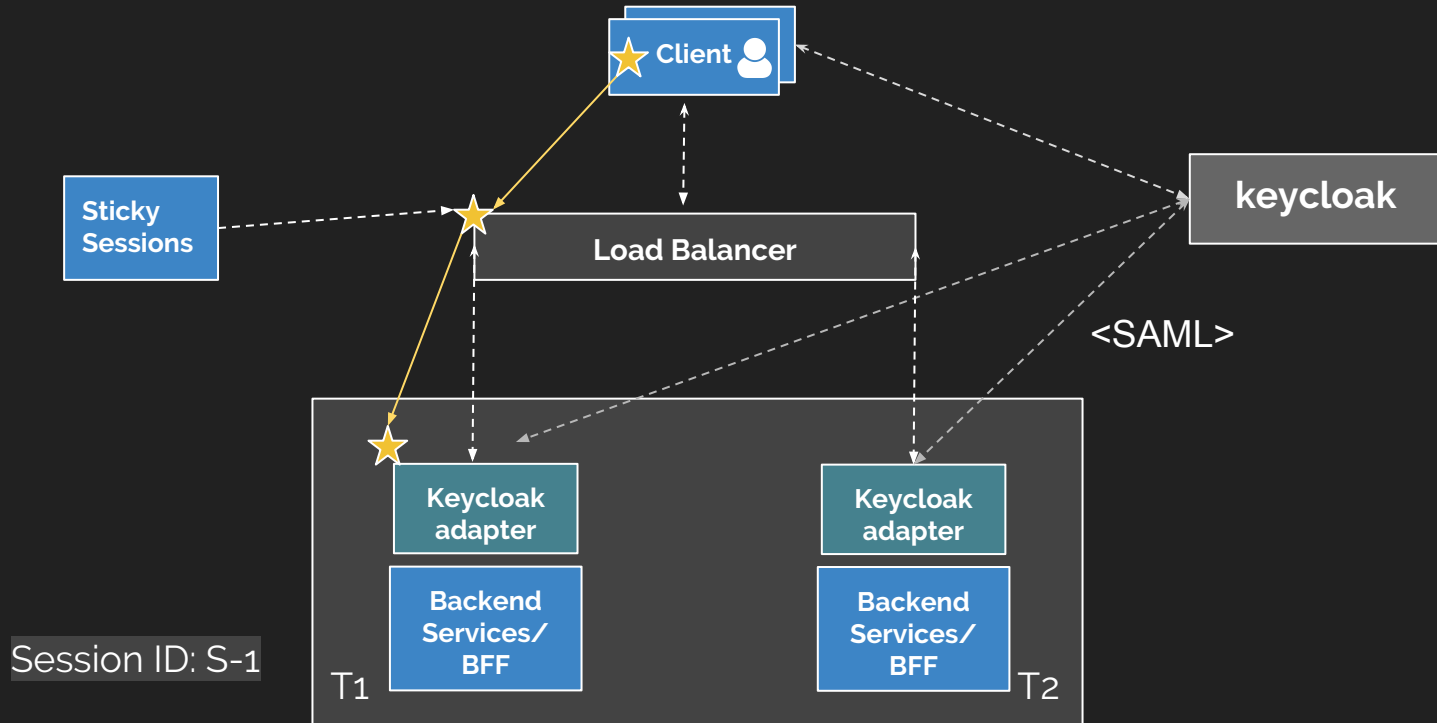 Client
Sticky
Sessions
keycloak
Load Balancer
<SAML>
Keycloak
adapter
Keycloak
adapter
Backend
Services/
BFF
Backend
Services/
BFF
Session ID: S-1
T1
T2